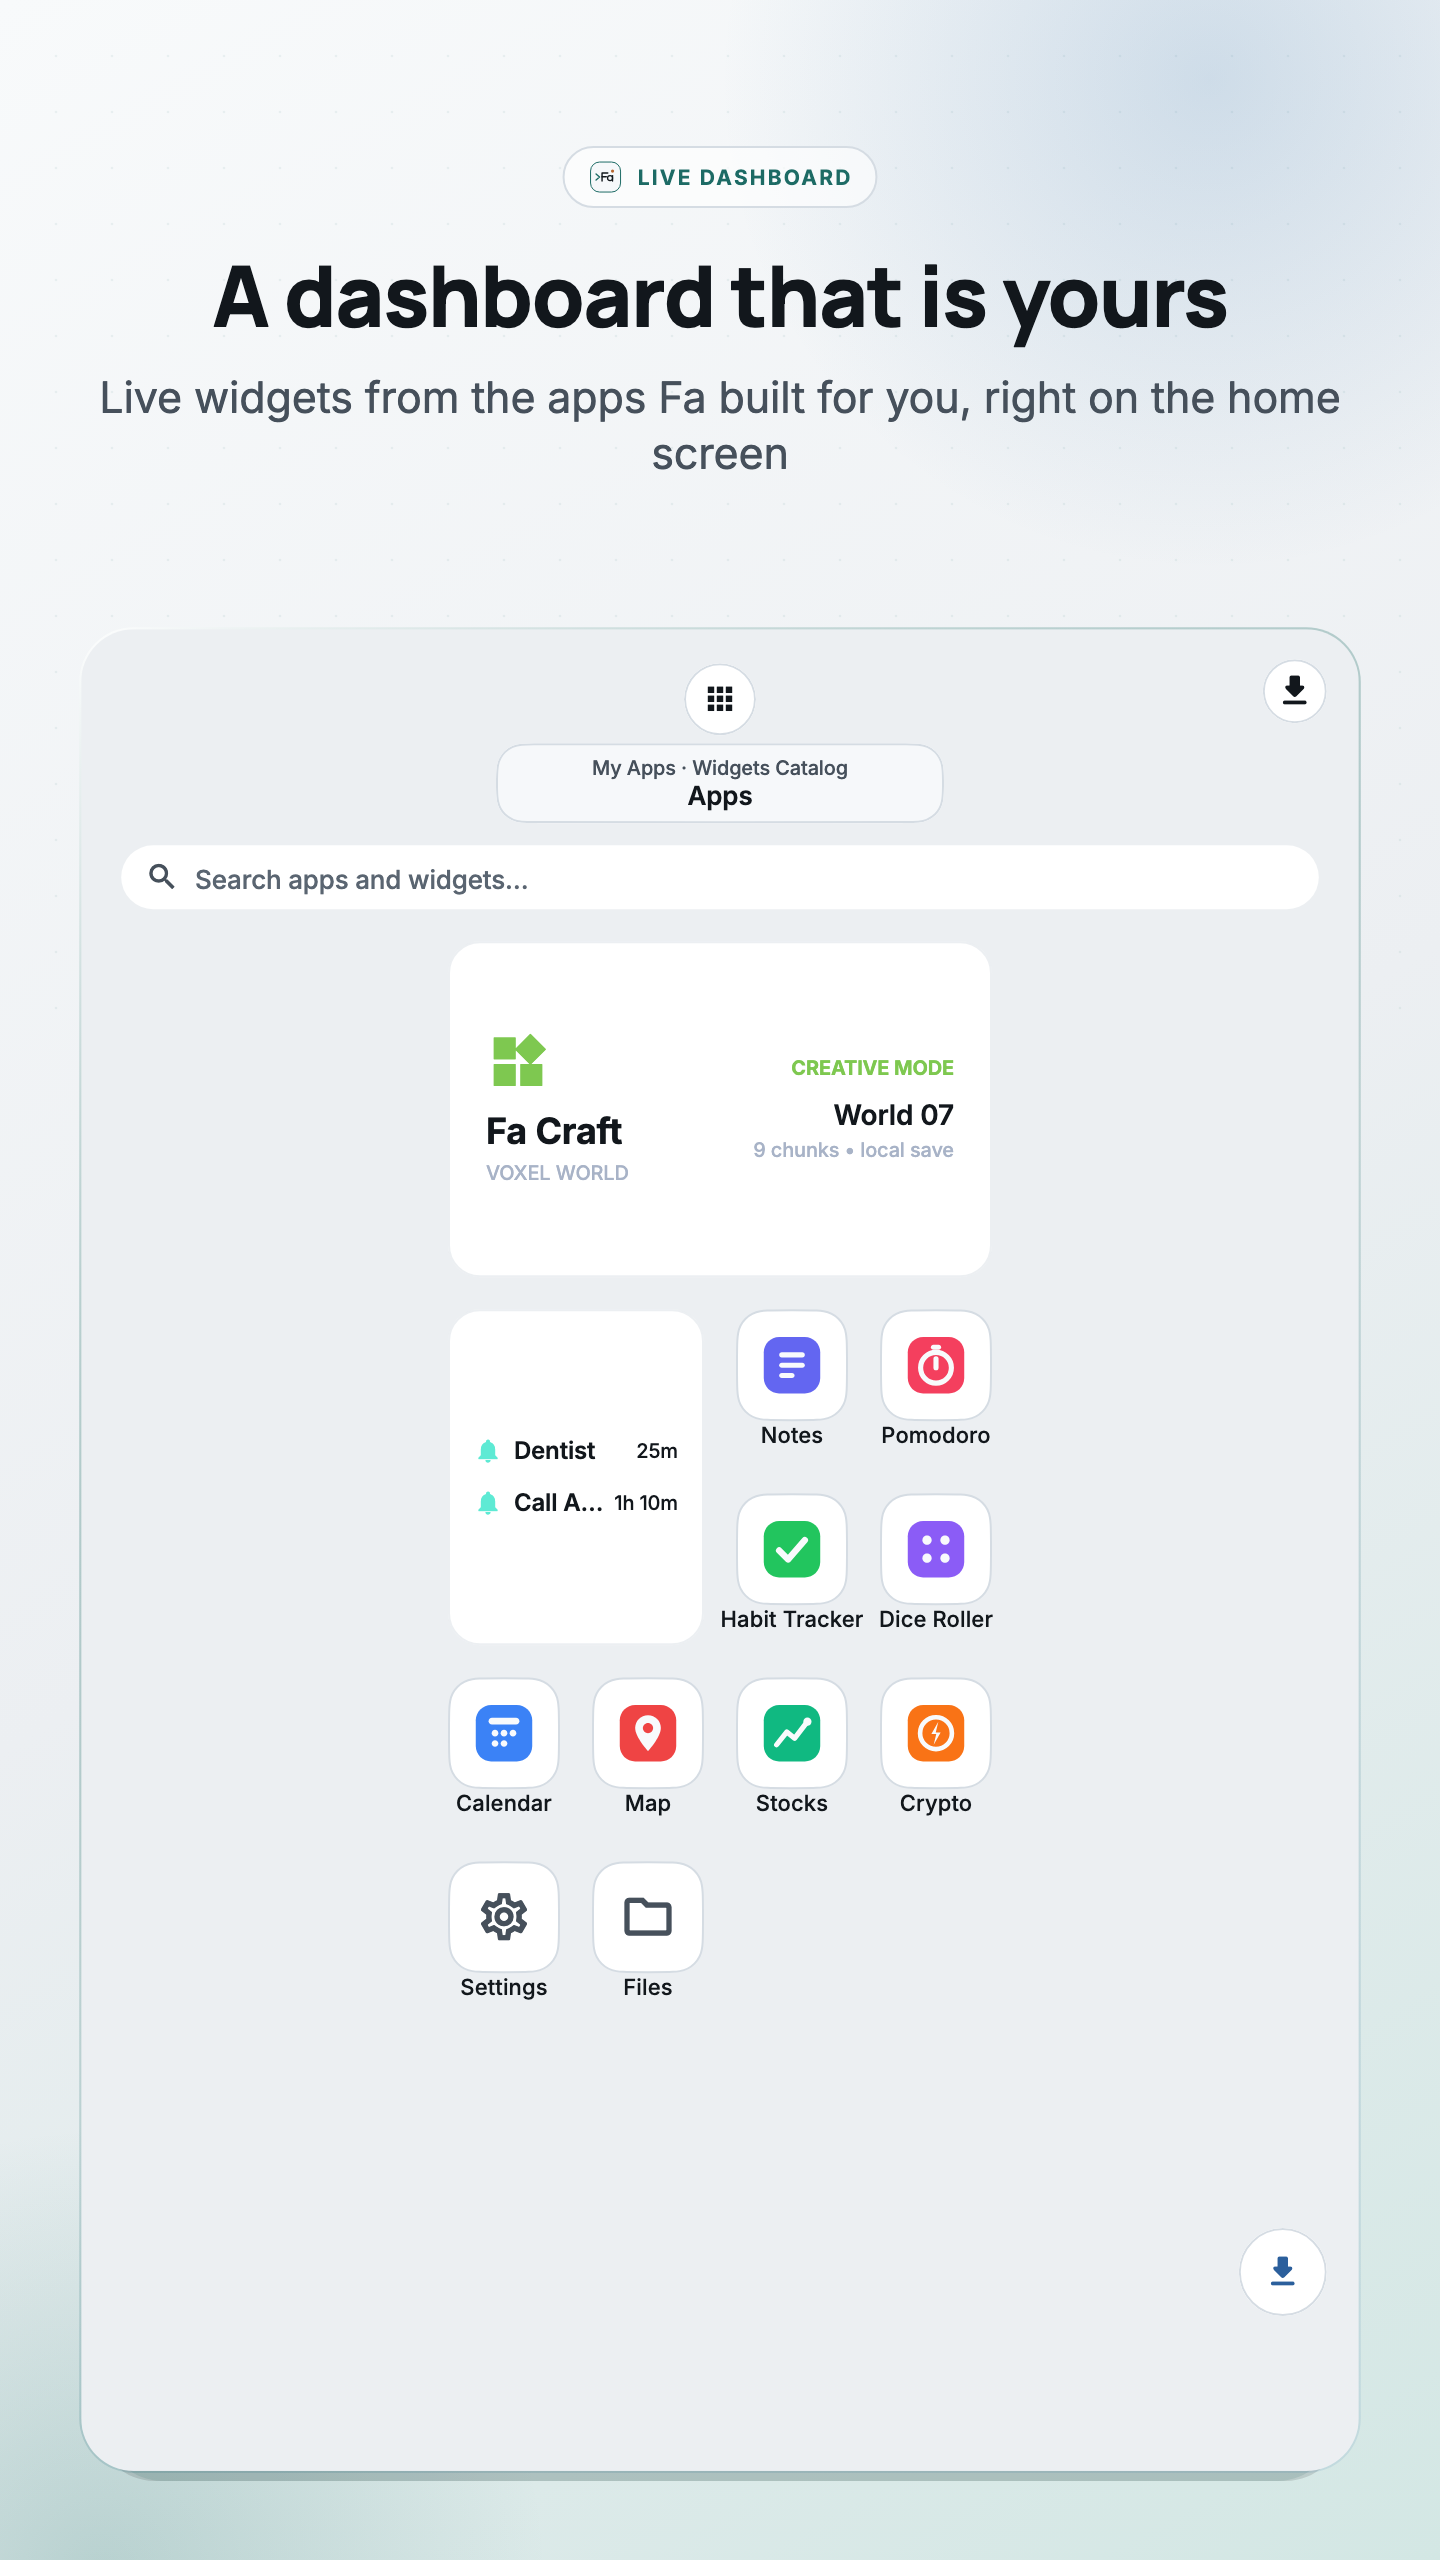 >Fa LIVE DASHBOARD
A dashboard that is yours
Live widgets from the apps Fa built for you, right on the home
screen
My Apps · Widgets Catalog
Apps
Search apps and widgets...
Fa Craft
VOXEL WORLD
CREATIVE MODE
World 07
9 chunks • local save
Dentist 25m
Call A... 1h 10m
Notes
Pomodoro
Habit Tracker
Dice Roller
Calendar
Map
Stocks
Crypto
Settings
Files